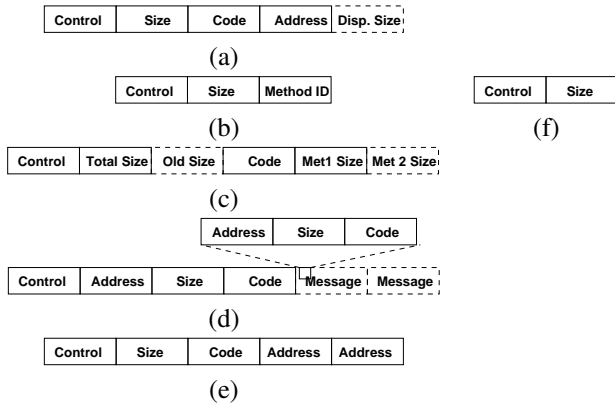 Control Size Code Address Disp. Size
(a)
Control Size Method ID
(b)
Control Size
(f)
Control Total Size Old Size Code Met1 Size Met 2 Size
(c)
Address Size Code
Control Address Size Code Message Message
(d)
Control Size Code Address Address
(e)